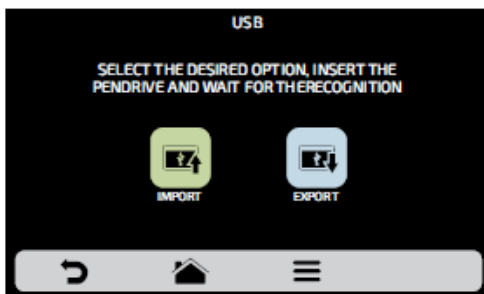 USB
SELECT THE DESIRED OPTION, INSERT THE
PENDRIVE AND WAIT FOR THERECOGNITION
IMPORT
EXPORT